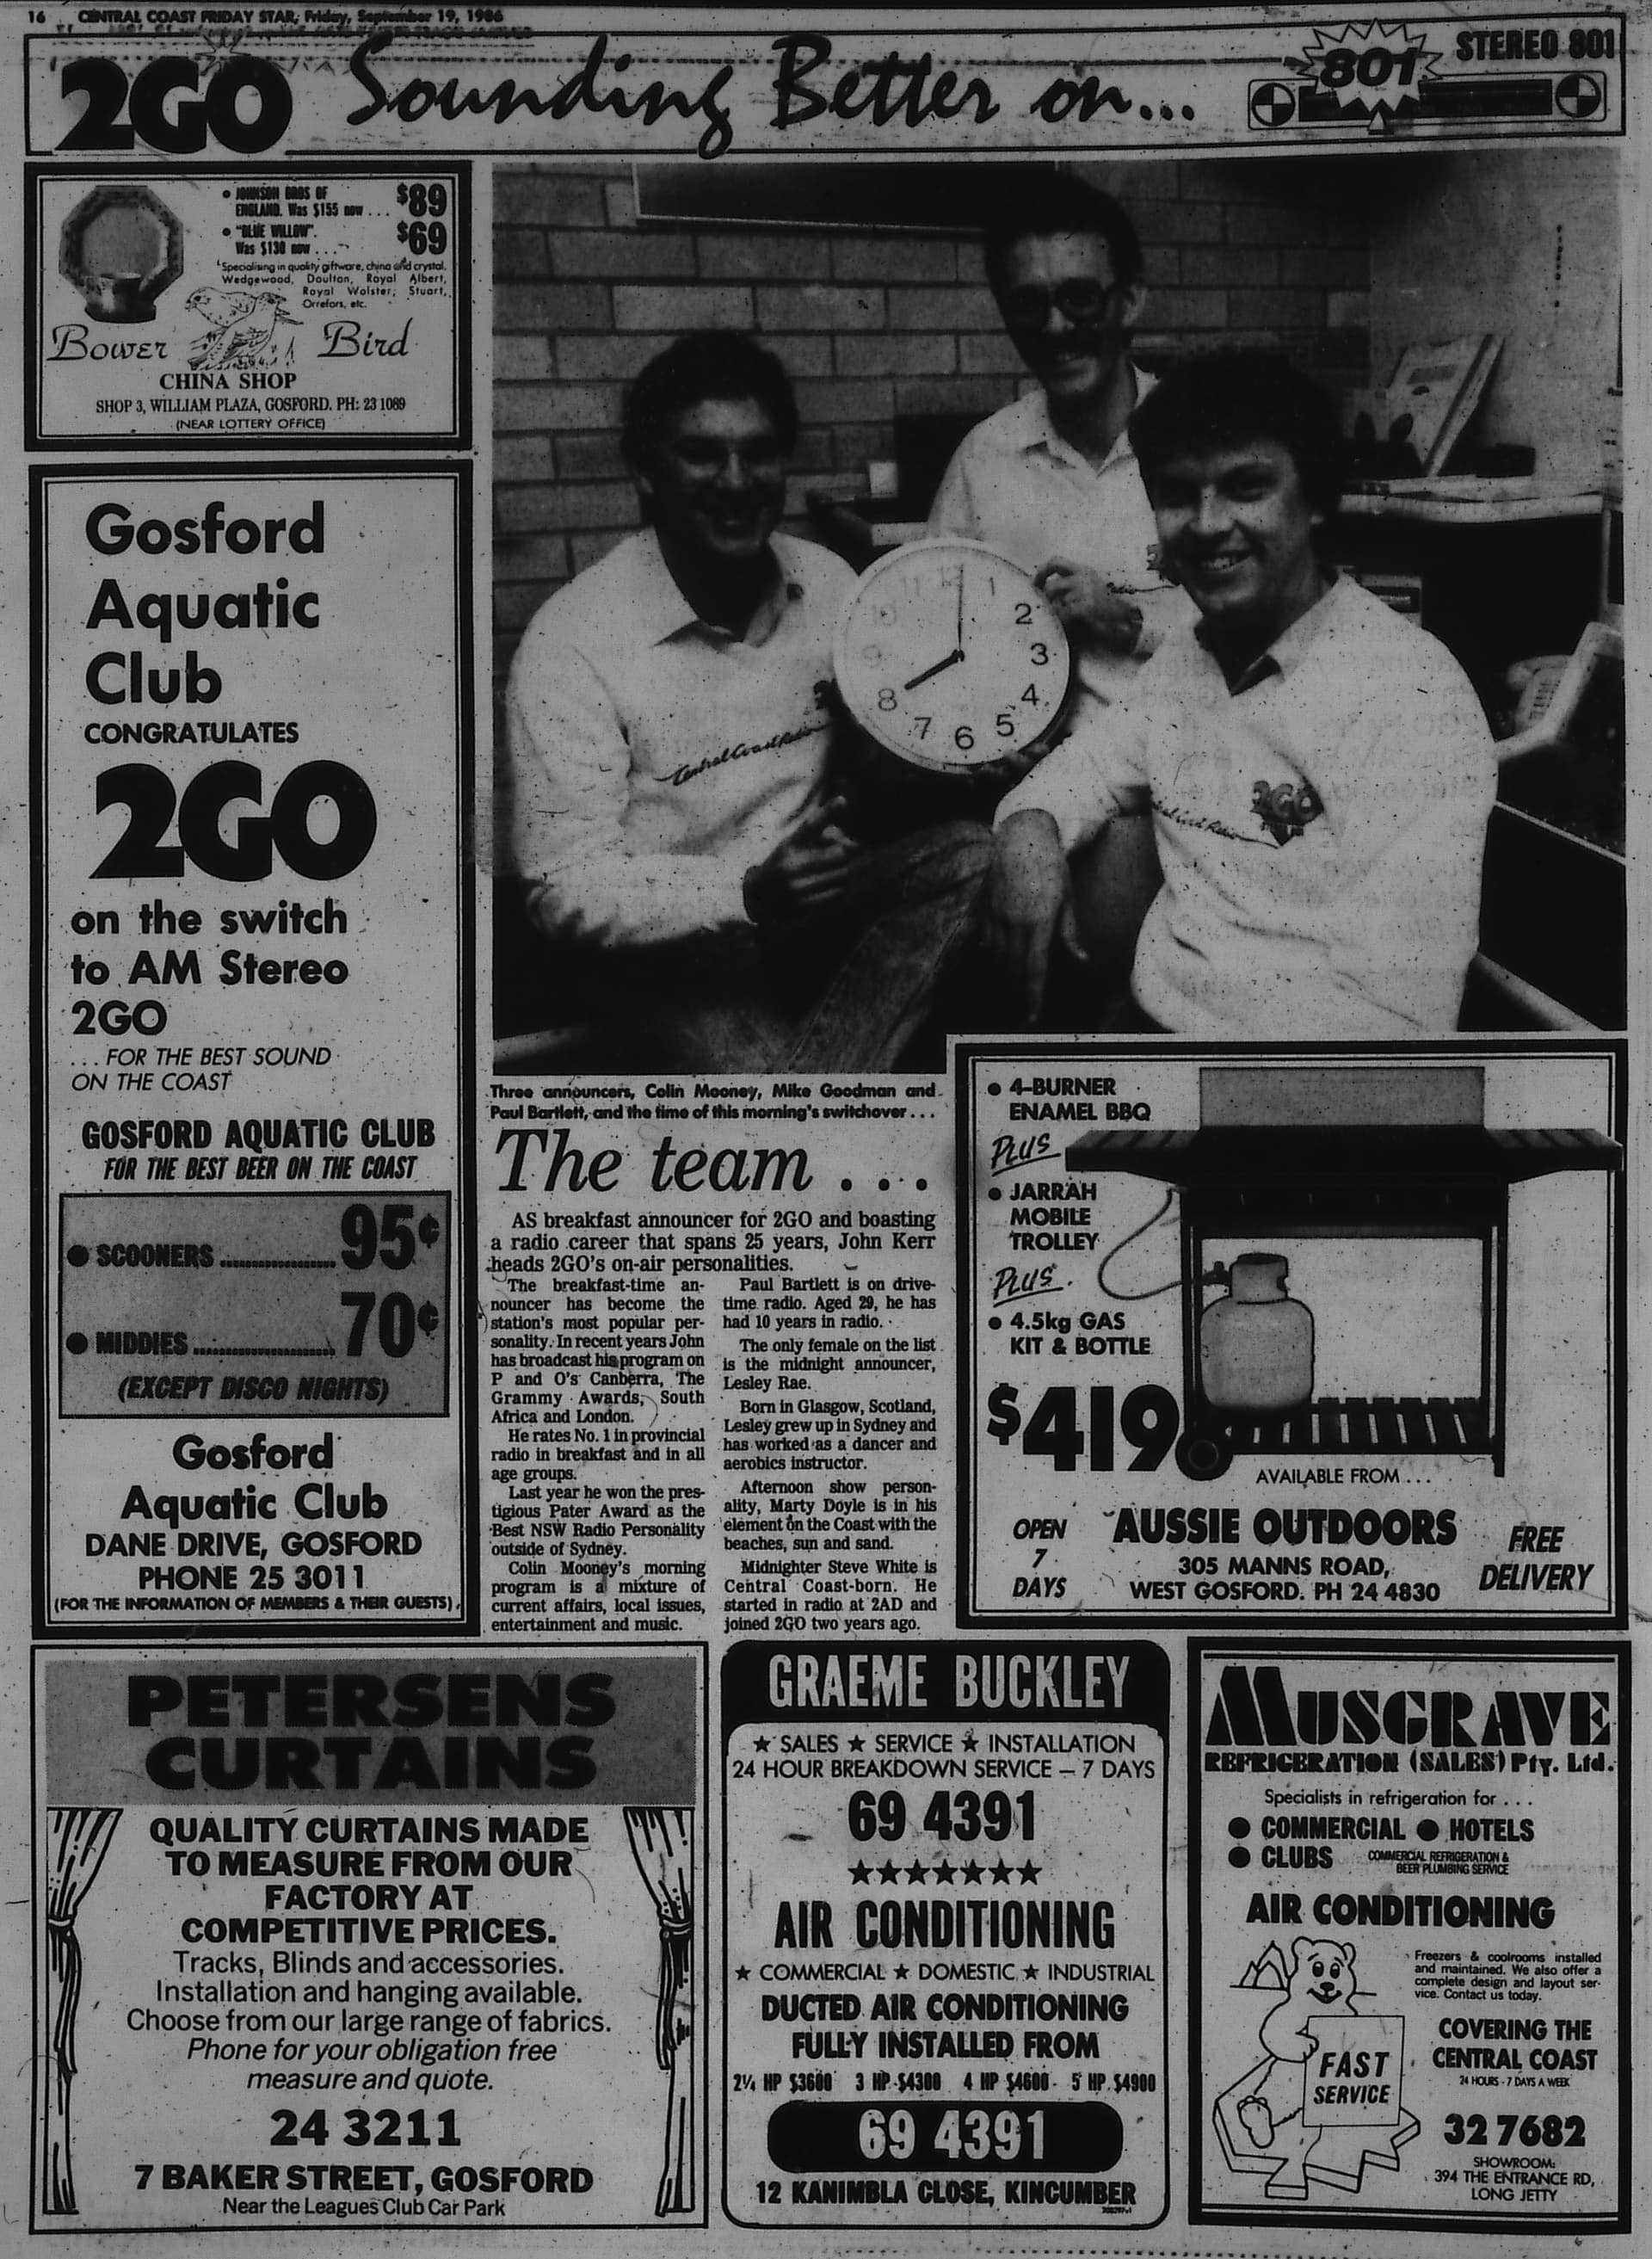 16 CENTRAL COAST FRIDAY STAR, Friday, September 19, 1986
2GO Sounding Better on...
801
STEREO 801
• JOHNSON BROS OF
ENGLAND. Was $155 now ... $89
• "BLUE WILLOW".
Was $130 now .... $69
Specialising in quality giftware, china and crystal.
Wedgewood, Doulton, Royal Albert,
Royal Wolster, Stuart,
Orrefors, etc.
Bower Bird
CHINA SHOP
SHOP 3, WILLIAM PLAZA, GOSFORD. PH: 23 1089
(NEAR LOTTERY OFFICE)
Gosford
Aquatic
Club
CONGRATULATES
2GO
on the switch
to AM Stereo
2GO
... FOR THE BEST SOUND
ON THE COAST
GOSFORD AQUATIC CLUB
FOR THE BEST BEER ON THE COAST
• SCOONERS .................. 95¢
• MIDDIES ...................... 70¢
(EXCEPT DISCO NIGHTS)
Gosford
Aquatic Club
DANE DRIVE, GOSFORD
PHONE 25 3011
(FOR THE INFORMATION OF MEMBERS & THEIR GUESTS)
11 12 1
10 2
9 3
8 4
7 6 5
Central Coast Radio
2GO
Three announcers, Colin Mooney, Mike Goodman and
Paul Bartlett, and the time of this morning's switchover ...
The team ...
AS breakfast announcer for 2GO and boasting
a radio career that spans 25 years, John Kerr
heads 2GO's on-air personalities.
The breakfast-time an-
nouncer has become the
station's most popular per-
sonality. In recent years John
has broadcast his program on
P and O's Canberra, The
Grammy Awards, South
Africa and London.
He rates No. 1 in provincial
radio in breakfast and in all
age groups.
Last year he won the pres-
tigious Pater Award as the
Best NSW Radio Personality
outside of Sydney.
Colin Mooney's morning
program is a mixture of
current affairs, local issues,
entertainment and music.
Paul Bartlett is on drive-
time radio. Aged 29, he has
had 10 years in radio.
The only female on the list
is the midnight announcer,
Lesley Rae.
Born in Glasgow, Scotland,
Lesley grew up in Sydney and
has worked as a dancer and
aerobics instructor.
Afternoon show person-
ality, Marty Doyle is in his
element on the Coast with the
beaches, sun and sand.
Midnighter Steve White is
Central Coast-born. He
started in radio at 2AD and
joined 2GO two years ago.
• 4-BURNER
ENAMEL BBQ
PLUS
• JARRAH
MOBILE
TROLLEY
PLUS
• 4.5kg GAS
KIT & BOTTLE
$419
AVAILABLE FROM ...
OPEN
7
DAYS
AUSSIE OUTDOORS
305 MANNS ROAD,
WEST GOSFORD. PH 24 4830
FREE
DELIVERY
PETERSENS
CURTAINS
QUALITY CURTAINS MADE
TO MEASURE FROM OUR
FACTORY AT
COMPETITIVE PRICES.
Tracks, Blinds and accessories.
Installation and hanging available.
Choose from our large range of fabrics.
Phone for your obligation free
measure and quote.
24 3211
7 BAKER STREET, GOSFORD
Near the Leagues Club Car Park
GRAEME BUCKLEY
★ SALES ★ SERVICE ★ INSTALLATION
24 HOUR BREAKDOWN SERVICE – 7 DAYS
69 4391
★★★★★★★
AIR CONDITIONING
★ COMMERCIAL ★ DOMESTIC ★ INDUSTRIAL
DUCTED AIR CONDITIONING
FULLY INSTALLED FROM
2¼ HP $3600 3 HP $4300 4 HP $4600 5 HP $4900
69 4391
12 KANIMBLA CLOSE, KINCUMBER
MUSGRAVE
REFRIGERATION (SALES) Pty. Ltd.
Specialists in refrigeration for ...
• COMMERCIAL • HOTELS
• CLUBS COMMERCIAL REFRIGERATION &
BEER PLUMBING SERVICE
AIR CONDITIONING
Freezers & coolrooms installed
and maintained. We also offer a
complete design and layout ser-
vice. Contact us today.
FAST
SERVICE
COVERING THE
CENTRAL COAST
24 HOURS - 7 DAYS A WEEK
32 7682
SHOWROOM:
394 THE ENTRANCE RD,
LONG JETTY